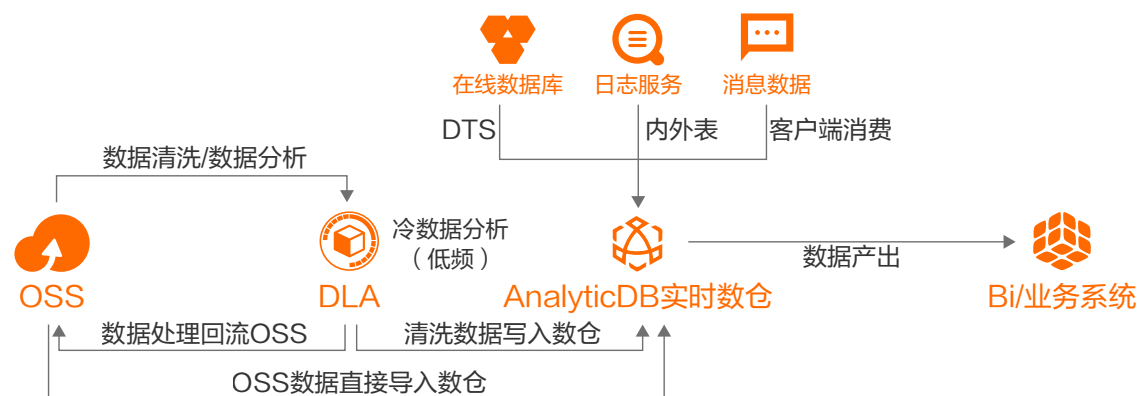 在线数据库
日志服务
消息数据
DTS
内外表
客户端消费
数据清洗/数据分析
冷数据分析
（低频）
数据产出
OSS
DLA
AnalyticDB实时数仓
Bi/业务系统
数据处理回流OSS
清洗数据写入数仓
OSS数据直接导入数仓